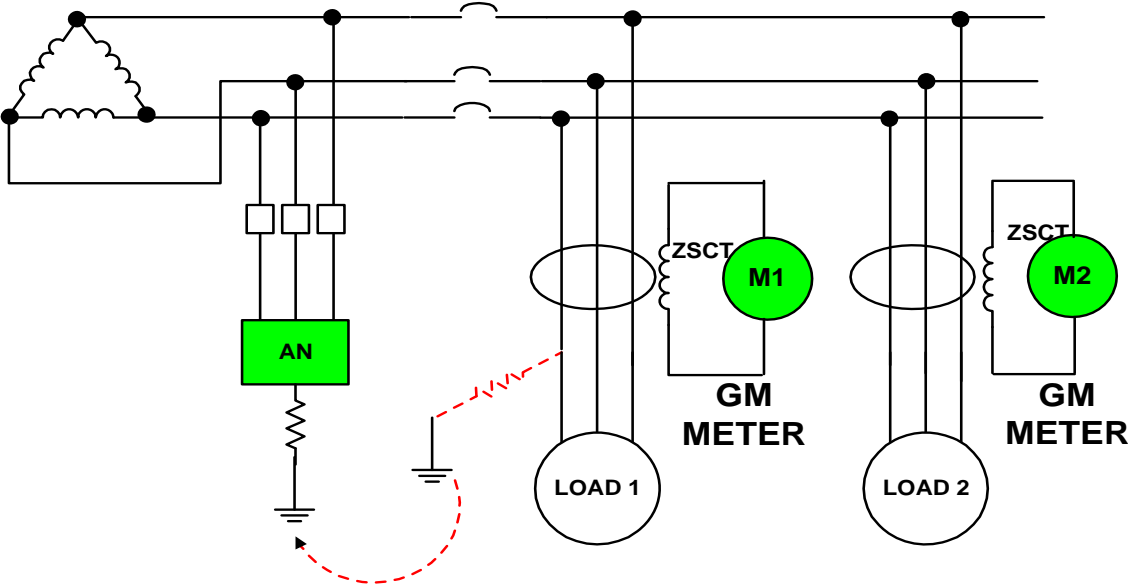 ZSCT
M1
ZSCT
M2
AN
GM
METER
GM
METER
LOAD 1
LOAD 2